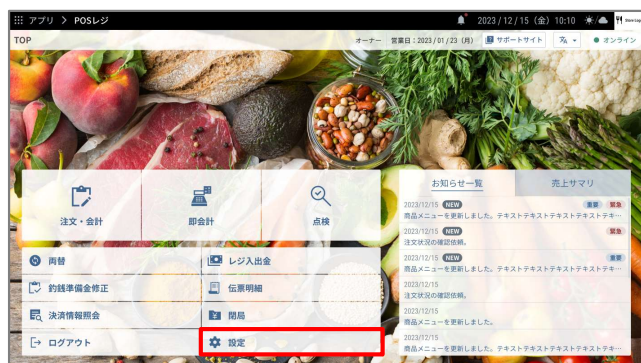 アプリ > POSレジ 2023 / 12 / 15（金）10:10
TOP オーナー 営業日：2023 / 01 / 23（月） サポートサイト オンライン
注文・会計 即会計 点検
両替 レジ入出金
釣銭準備金修正 伝票明細
決済情報照会 閉局
ログアウト 設定
お知らせ一覧 売上サマリ
2023/12/15 NEW 重要 緊急
商品メニューを更新しました。テキストテキストテキストテキストテキ…
2023/12/15 NEW 緊急
注文状況の確認依頼。
2023/12/15 NEW 重要
商品メニューを更新しました。テキストテキストテキストテキストテキ…
2023/12/15
注文状況の確認依頼。
2023/12/15
商品メニューを更新しました。
2023/12/15
商品メニューを更新しました。テキストテキストテキストテキストテキ…